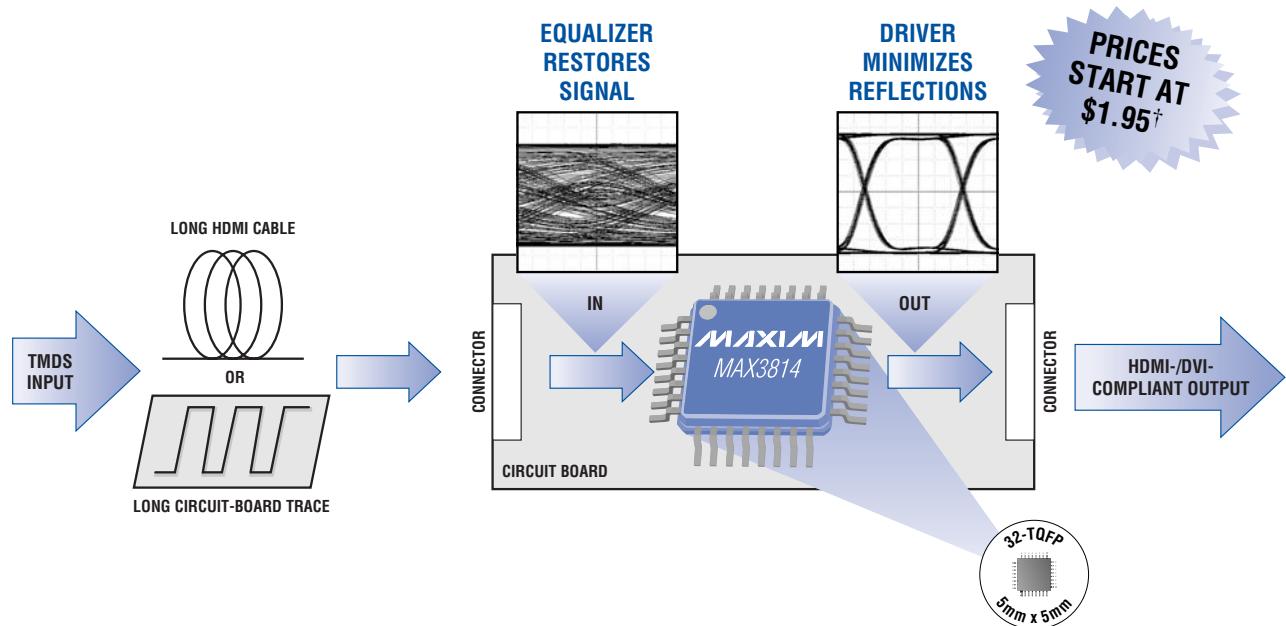 EQUALIZER
RESTORES
SIGNAL
DRIVER
MINIMIZES
REFLECTIONS
PRICES
START AT
$1.95†
LONG HDMI CABLE
TMDS
INPUT
OR
LONG CIRCUIT-BOARD TRACE
CONNECTOR
IN
MAXIM
MAX3814
OUT
CONNECTOR
HDMI-/DVI-
COMPLIANT OUTPUT
CIRCUIT BOARD
32-TQFP
5mm x 5mm